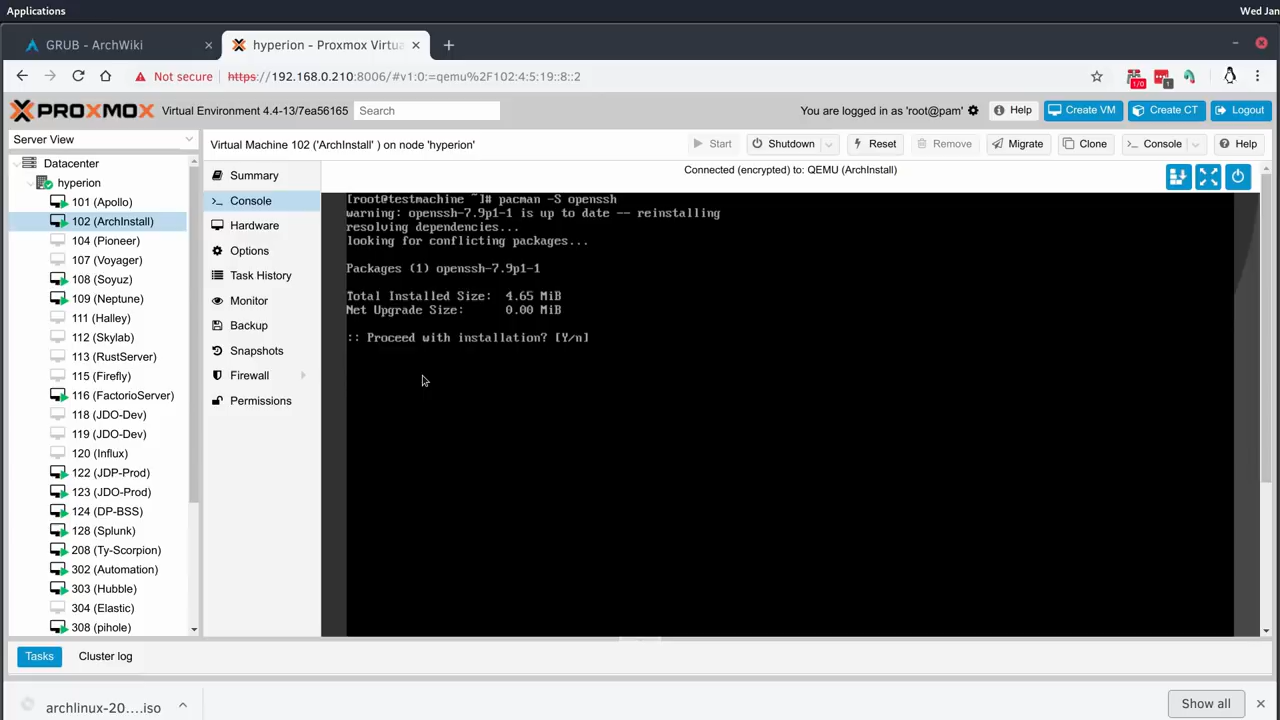 Applications
Wed Jan
GRUB - ArchWiki
hyperion - Proxmox Virtua
Not secure
https://192.168.0.210:8006/#v1:0:=qemu%2F102:4:5:19::8::2
1/0
1
PROXMOX
Virtual Environment 4.4-13/7ea56165
Search
You are logged in as 'root@pam'
Help
Create VM
Create CT
Logout
Server View
Virtual Machine 102 ('ArchInstall' ) on node 'hyperion'
Start
Shutdown
Reset
Remove
Migrate
Clone
Console
Help
Datacenter
hyperion
101 (Apollo)
102 (ArchInstall)
104 (Pioneer)
107 (Voyager)
108 (Soyuz)
109 (Neptune)
111 (Halley)
112 (Skylab)
113 (RustServer)
115 (Firefly)
116 (FactorioServer)
118 (JDO-Dev)
119 (JDO-Dev)
120 (Influx)
122 (JDP-Prod)
123 (JDO-Prod)
124 (DP-BSS)
128 (Splunk)
208 (Ty-Scorpion)
302 (Automation)
303 (Hubble)
304 (Elastic)
308 (pihole)
Summary
Console
Hardware
Options
Task History
Monitor
Backup
Snapshots
Firewall
Permissions
Connected (encrypted) to: QEMU (ArchInstall)
[root@testmachine ~]# pacman -S openssh
warning: openssh-7.9p1-1 is up to date -- reinstalling
resolving dependencies...
looking for conflicting packages...
Packages (1) openssh-7.9p1-1
Total Installed Size:  4.65 MiB
Net Upgrade Size:      0.00 MiB
:: Proceed with installation? [Y/n]
Tasks
Cluster log
archlinux-20....iso
Show all